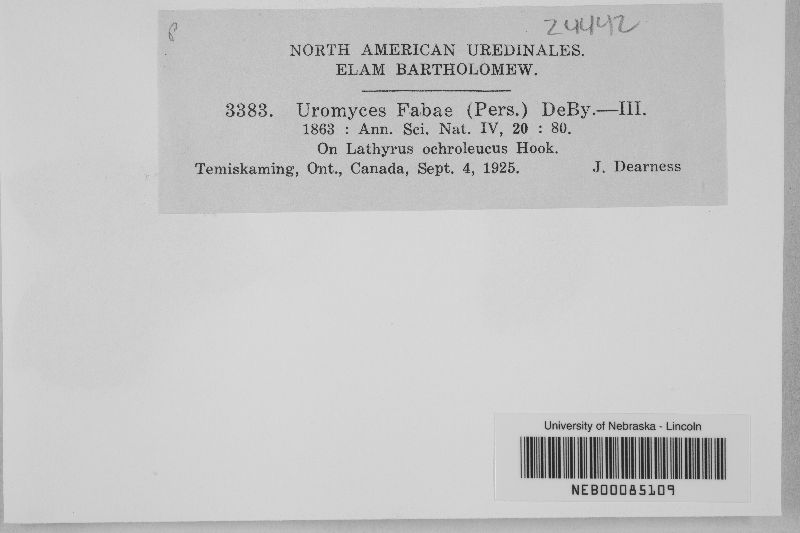 24442
NORTH AMERICAN UREDINALES.
ELAM BARTHOLOMEW.
3383. Uromyces Fabae (Pers.) DeBy.—III.
1863 : Ann. Sci. Nat. IV, 20 : 80.
On Lathyrus ochroleucus Hook.
Temiskaming, Ont., Canada, Sept. 4, 1925. J. Dearness
University of Nebraska - Lincoln
NEB00085109